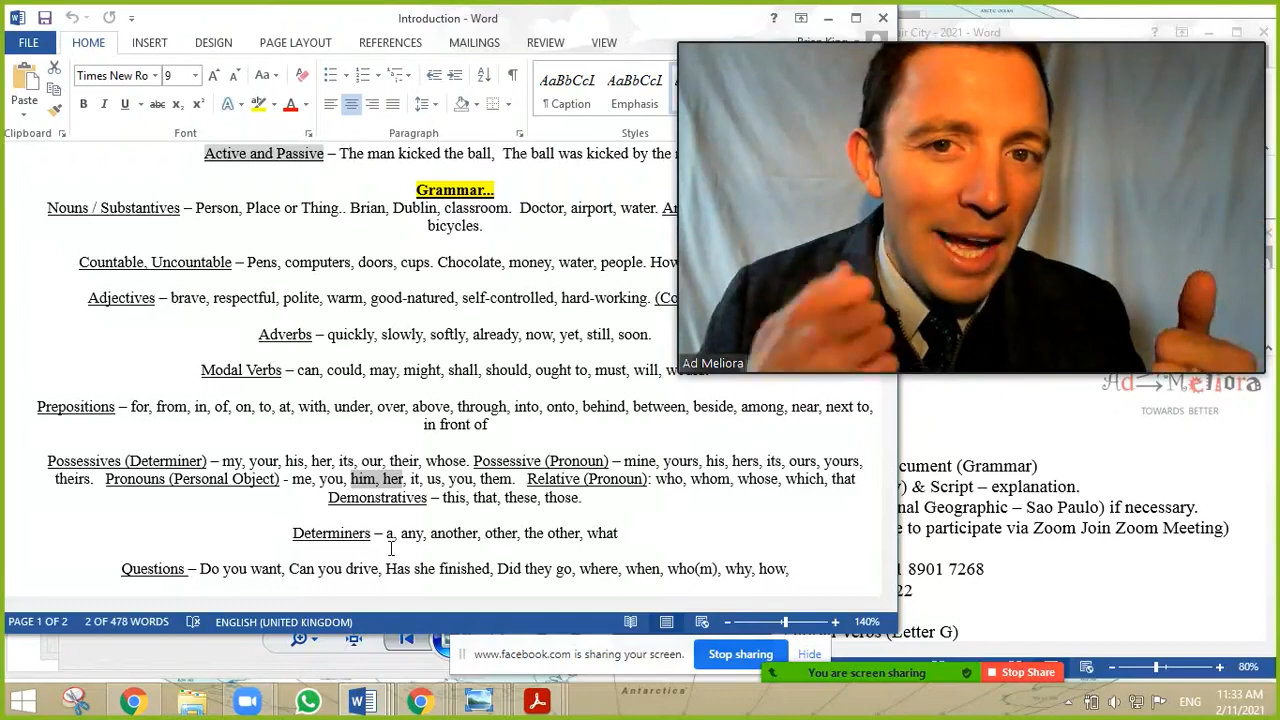 Introduction - Word
FILE
HOME
INSERT
DESIGN
PAGE LAYOUT
REFERENCES
MAILINGS
REVIEW
VIEW
- 2021 - Word
Times New Ro
9
Paste
Clipboard
Font
Paragraph
AaBbCcL
¶ Caption
AaBbCcL
Emphasis
Styles
Active and Passive – The man kicked the ball, The ball was kicked by the
Grammar...
Nouns / Substantives – Person, Place or Thing.. Brian, Dublin, classroom. Doctor, airport, water.
bicycles.
Countable, Uncountable – Pens, computers, doors, cups. Chocolate, money, water, people.
Adjectives – brave, respectful, polite, warm, good-natured, self-controlled, hard-working.
Adverbs – quickly, slowly, softly, already, now, yet, still, soon.
Modal Verbs – can, could, may, might, shall, should, ought to, must, will,
Prepositions – for, from, in, of, on, to, at, with, under, over, above, through, into, onto, behind, between, beside, among, near, next to,
in front of
Possessives (Determiner) – my, your, his, her, its, our, their, whose. Possessive (Pronoun) – mine, yours, his, hers, its, ours, yours,
theirs. Pronouns (Personal Object) - me, you, him, her, it, us, you, them. Relative (Pronoun): who, whom, whose, which, that
Demonstratives – this, that, these, those.
Determiners – a, any, another, other, the other, what
Questions – Do you want, Can you drive, Has she finished, Did they go, where, when, who(m), why, how,
Ad Meliora
Ad Meliora
TOWARDS BETTER
(Grammar)
& Script – explanation.
Geographic – Sao Paulo) if necessary.
to participate via Zoom Join Zoom Meeting)
8901 7268
22
(Letter G)
PAGE 1 OF 2
2 OF 478 WORDS
ENGLISH (UNITED KINGDOM)
140%
www.facebook.com is sharing your screen.
Stop sharing
Hide
80%
You are screen sharing
Stop Share
Antarctica
ENG
11:33 AM
2/11/2021